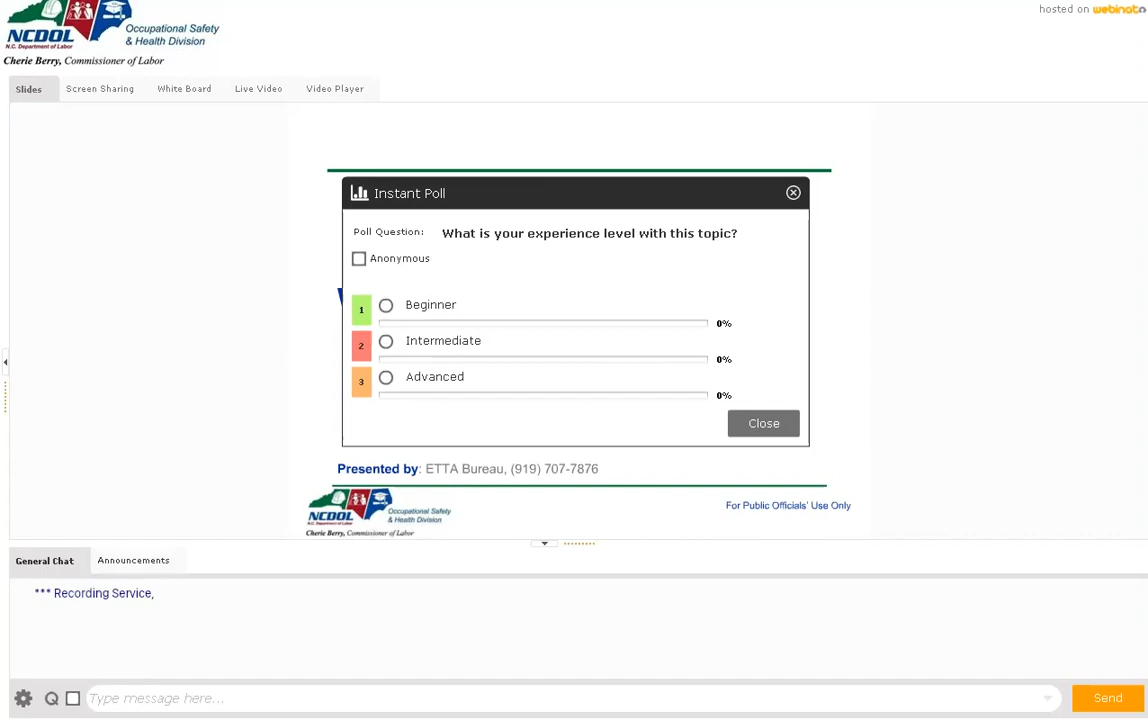 hosted on webinato
NCDOL
N.C. Department of Labor
Occupational Safety
& Health Division
Cherie Berry, Commissioner of Labor
Slides
Screen Sharing
White Board
Live Video
Video Player
Instant Poll
Poll Question:
What is your experience level with this topic?
Anonymous
1
Beginner
0%
2
Intermediate
0%
3
Advanced
0%
Close
Presented by: ETTA Bureau, (919) 707-7876
NCDOL
N.C. Department of Labor
Occupational Safety
& Health Division
Cherie Berry, Commissioner of Labor
For Public Officials' Use Only
General Chat
Announcements
*** Recording Service,
Q
Type message here...
Send